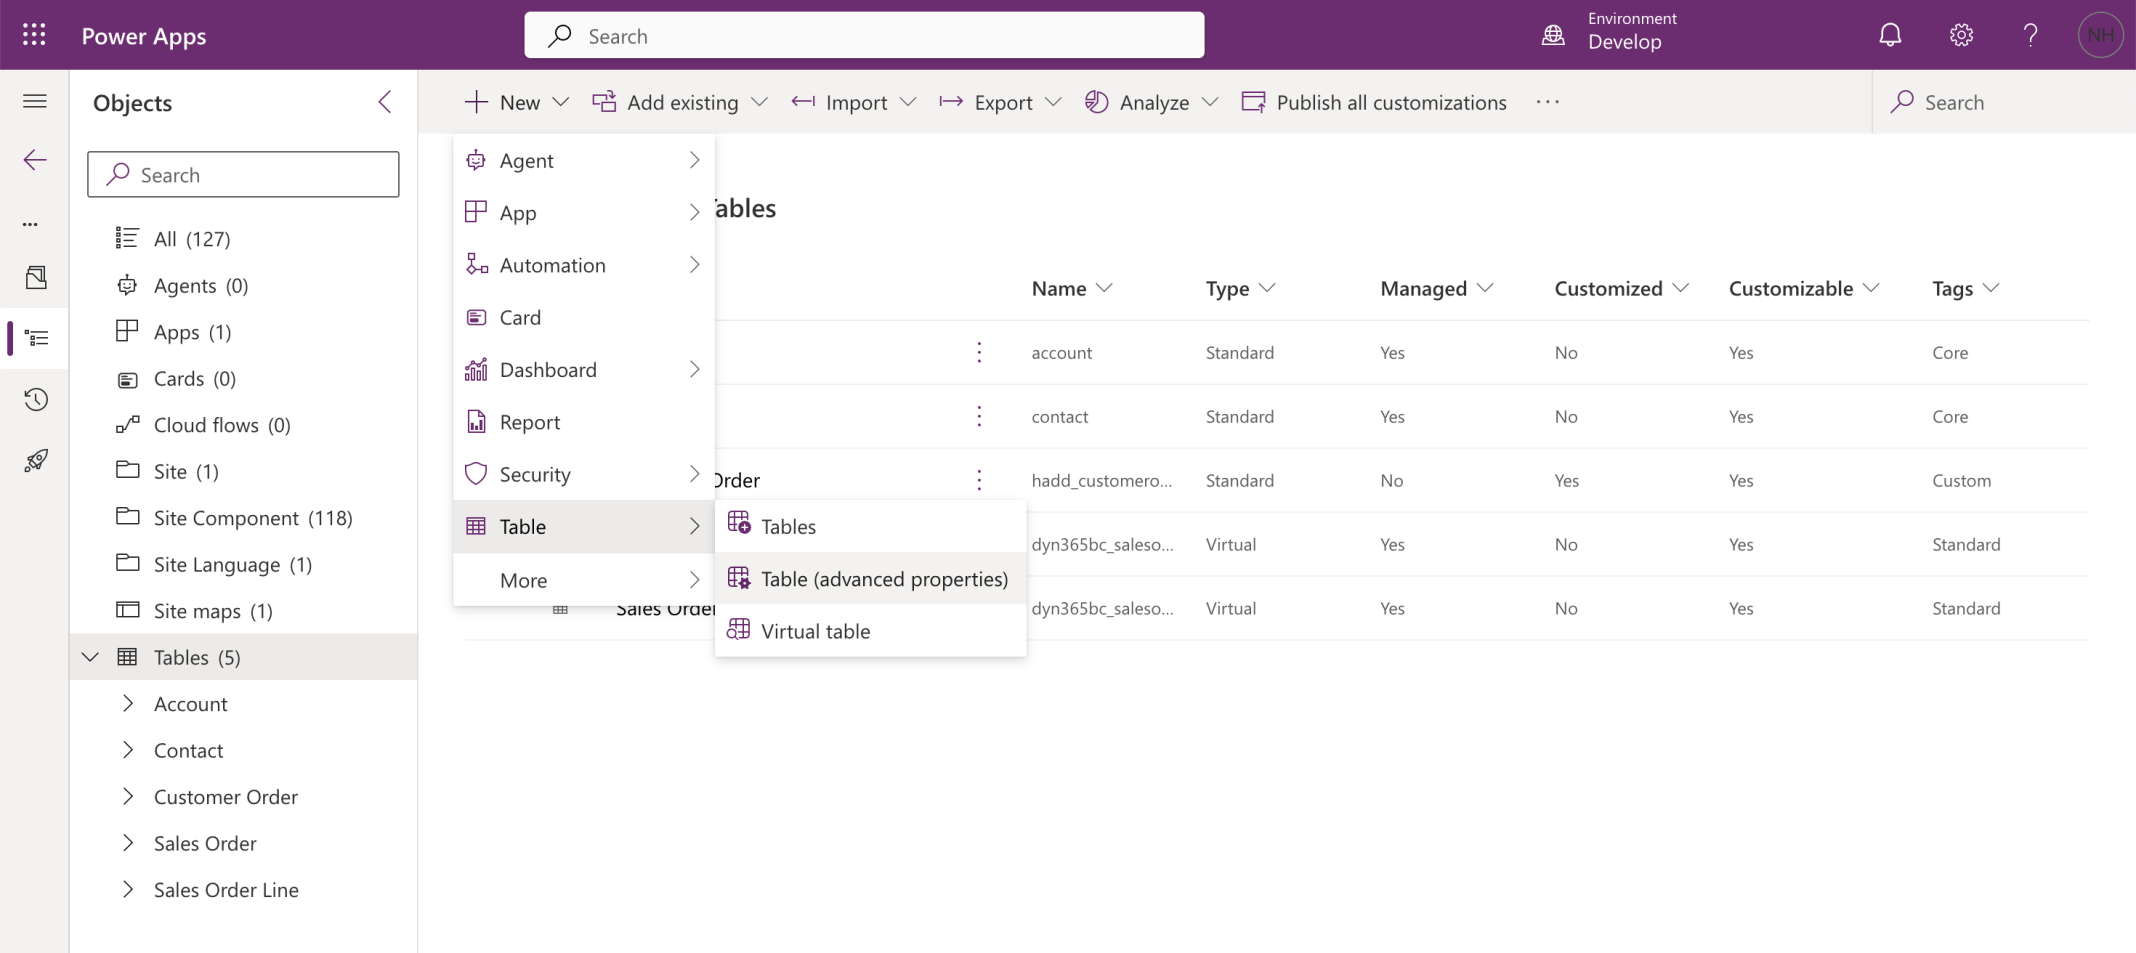 Power Apps
Search
Environment
Develop
NH
Objects
New
Add existing
Import
Export
Analyze
Publish all customizations
Search
Search
All (127)
Agents (0)
Apps (1)
Cards (0)
Cloud flows (0)
Site (1)
Site Component (118)
Site Language (1)
Site maps (1)
Tables (5)
Account
Contact
Customer Order
Sales Order
Sales Order Line
Agent
App
Automation
Card
Dashboard
Report
Security
Table
More
Tables
Table (advanced properties)
Virtual table
Tables
Name Type Managed Customized Customizable Tags
account Standard Yes No Yes Core
contact Standard Yes No Yes Core
Order hadd_customero... Standard No Yes Yes Custom
dyn365bc_saleso... Virtual Yes No Yes Standard
Sales Order dyn365bc_saleso... Virtual Yes No Yes Standard